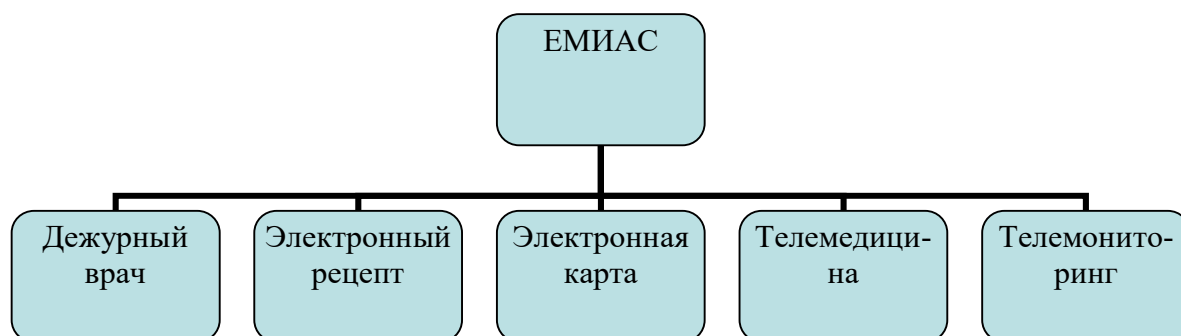 ЕМИАС
Дежурный
врач
Электронный
рецепт
Электронная
карта
Телемедици-
на
Телемонито-
ринг